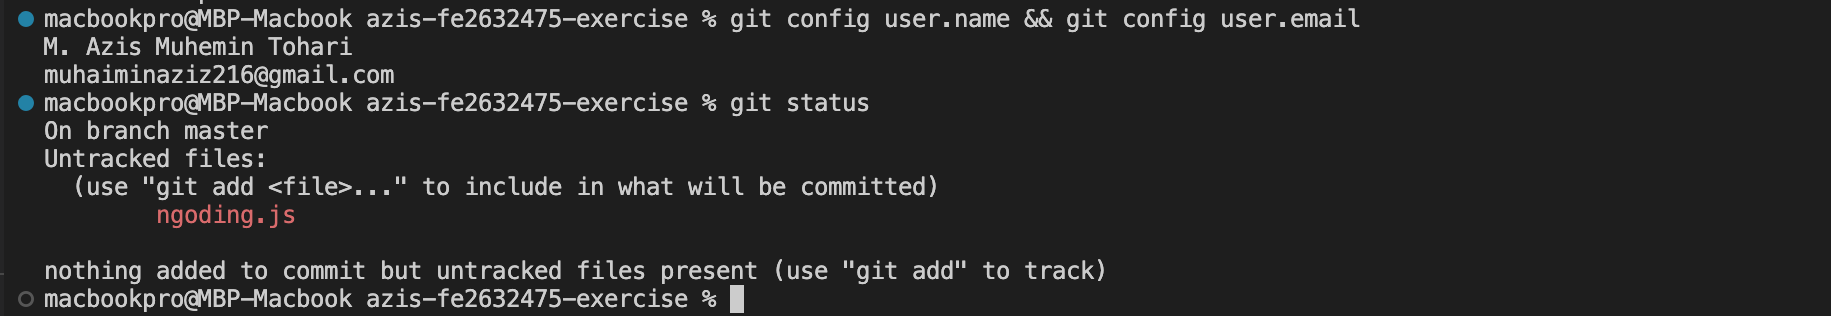 macbookpro@MBP-Macbook azis-fe2632475-exercise % git config user.name && git config user.email
M. Azis Muhemin Tohari
muhaiminaziz216@gmail.com
macbookpro@MBP-Macbook azis-fe2632475-exercise % git status
On branch master
Untracked files:
  (use "git add <file>..." to include in what will be committed)
        ngoding.js

nothing added to commit but untracked files present (use "git add" to track)
macbookpro@MBP-Macbook azis-fe2632475-exercise %